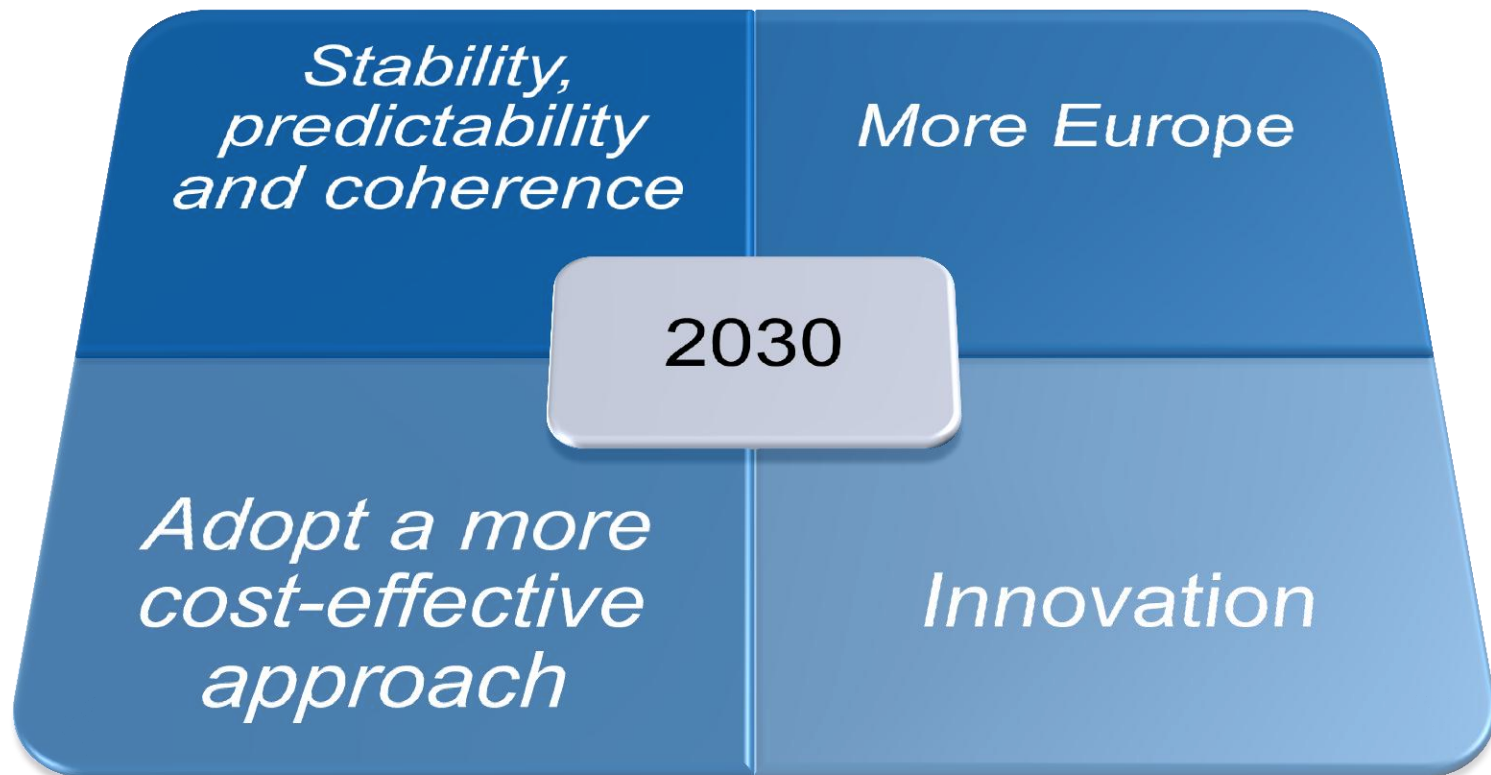 Stability,
predictability
and coherence
More Europe
2030
Adopt a more
cost-effective
approach
Innovation